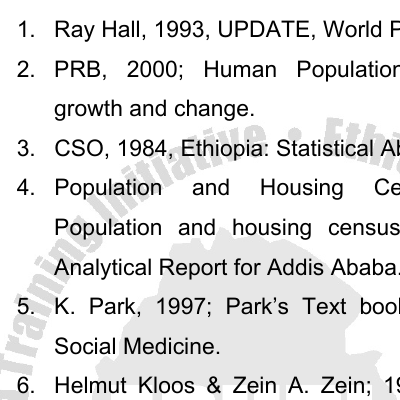 1. Ray Hall, 1993, UPDATE, World P
2. PRB, 2000; Human Population
growth and change.
3. CSO, 1984, Ethiopia: Statistical Ab
4. Population and Housing Ce
Population and housing census
Analytical Report for Addis Ababa.
5. K. Park, 1997; Park’s Text book
Social Medicine.
6. Helmut Kloos & Zein A. Zein; 19
Training Initiative • Ethi